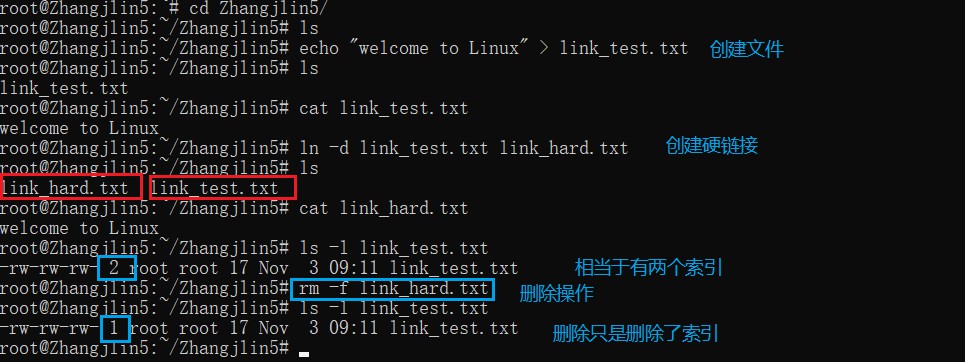 root@Zhangjlin5:~# cd Zhangjlin5/
root@Zhangjlin5:~/Zhangjlin5# ls
root@Zhangjlin5:~/Zhangjlin5# echo "welcome to Linux" > link_test.txt 创建文件
root@Zhangjlin5:~/Zhangjlin5# ls
link_test.txt
root@Zhangjlin5:~/Zhangjlin5# cat link_test.txt
welcome to Linux
root@Zhangjlin5:~/Zhangjlin5# ln -d link_test.txt link_hard.txt 创建硬链接
root@Zhangjlin5:~/Zhangjlin5# ls
link_hard.txt link_test.txt
root@Zhangjlin5:~/Zhangjlin5# cat link_hard.txt
welcome to Linux
root@Zhangjlin5:~/Zhangjlin5# ls -l link_test.txt
-rw-rw-rw- 2 root root 17 Nov  3 09:11 link_test.txt 相当于有两个索引
root@Zhangjlin5:~/Zhangjlin5# rm -f link_hard.txt 删除操作
root@Zhangjlin5:~/Zhangjlin5# ls -l link_test.txt
-rw-rw-rw- 1 root root 17 Nov  3 09:11 link_test.txt 删除只是删除了索引
root@Zhangjlin5:~/Zhangjlin5#